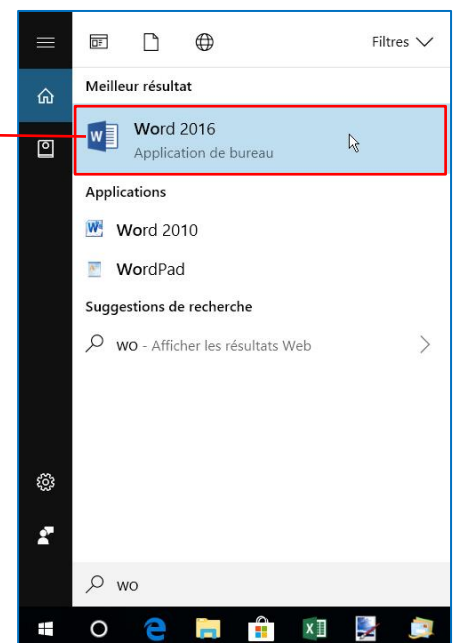 Filtres
Meilleur résultat
Word 2016
Application de bureau
Applications
Word 2010
WordPad
Suggestions de recherche
wo - Afficher les résultats Web
wo